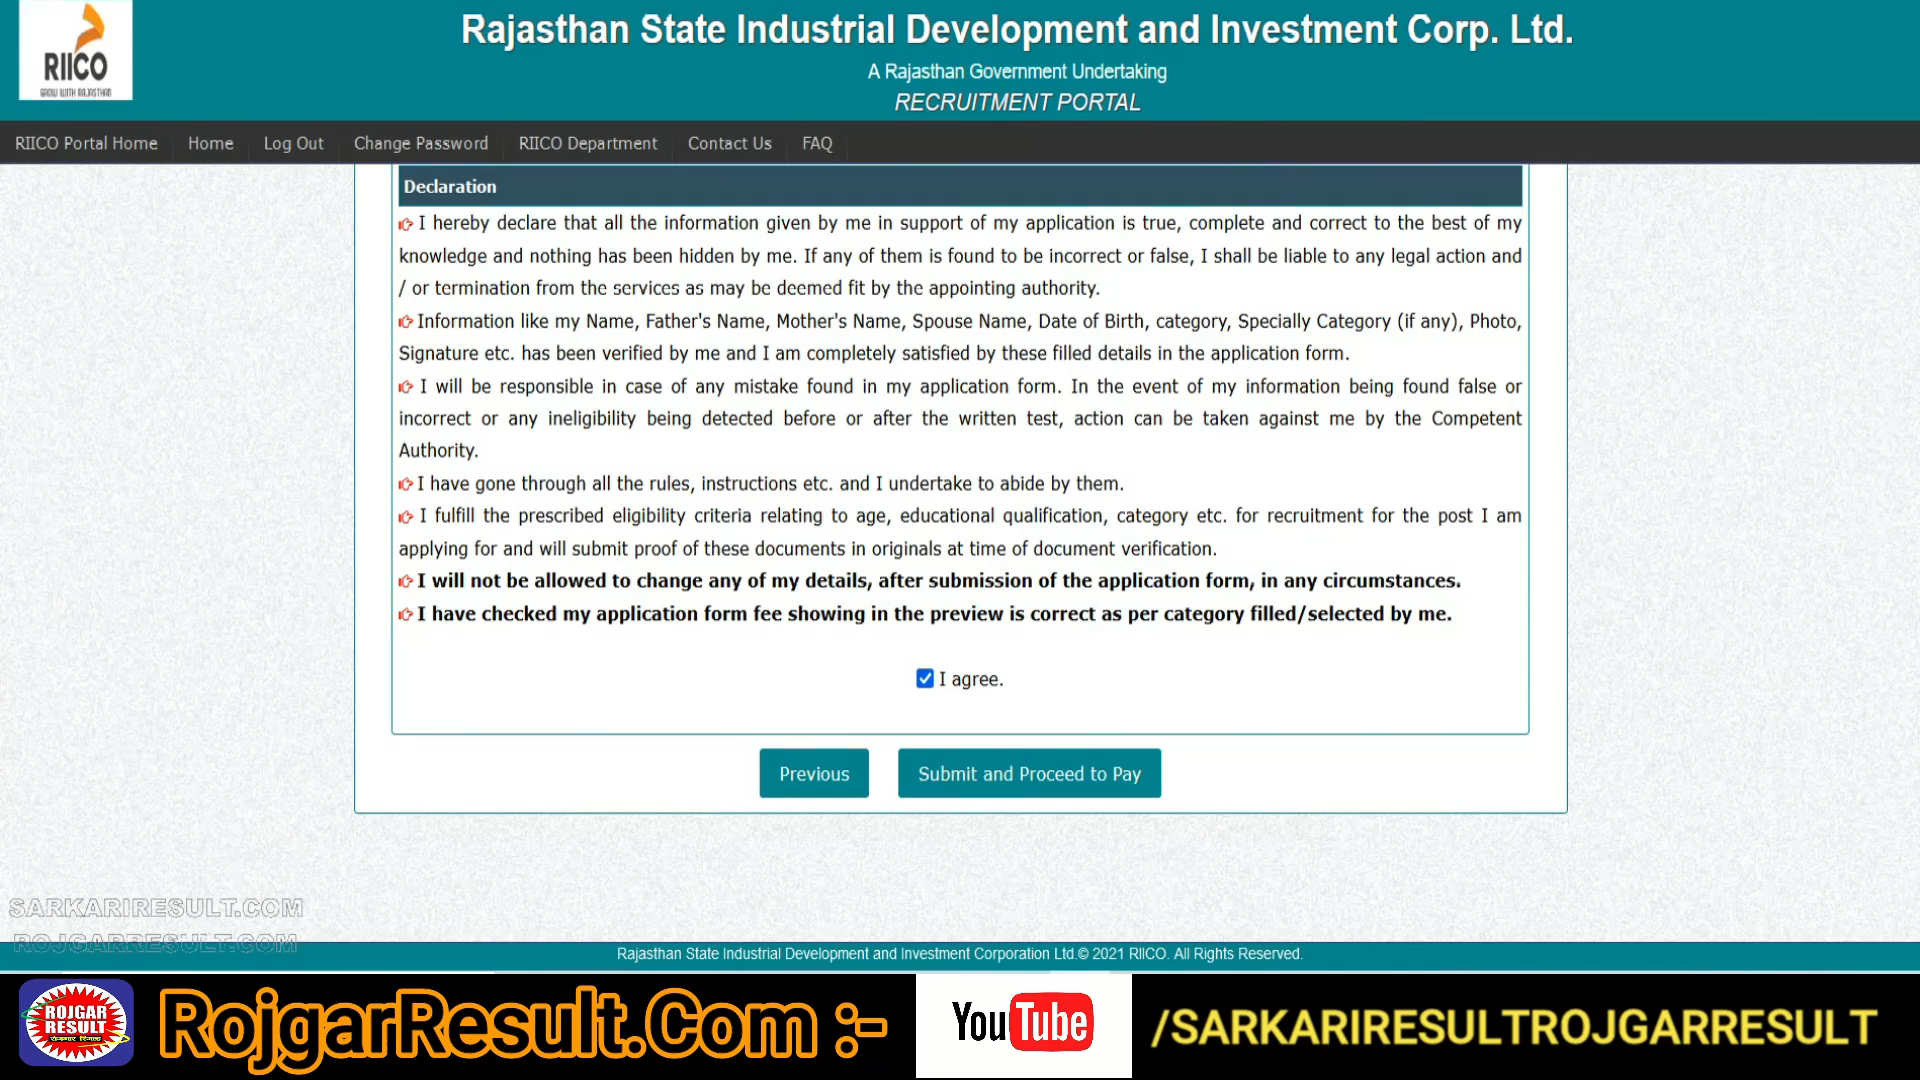 RIICO
GROW WITH RAJASTHAN
Rajasthan State Industrial Development and Investment Corp. Ltd.
A Rajasthan Government Undertaking
RECRUITMENT PORTAL
RIICO Portal Home Home Log Out Change Password RIICO Department Contact Us FAQ
Declaration
I hereby declare that all the information given by me in support of my application is true, complete and correct to the best of my
knowledge and nothing has been hidden by me. If any of them is found to be incorrect or false, I shall be liable to any legal action and
/ or termination from the services as may be deemed fit by the appointing authority.
Information like my Name, Father's Name, Mother's Name, Spouse Name, Date of Birth, category, Specially Category (if any), Photo,
Signature etc. has been verified by me and I am completely satisfied by these filled details in the application form.
I will be responsible in case of any mistake found in my application form. In the event of my information being found false or
incorrect or any ineligibility being detected before or after the written test, action can be taken against me by the Competent
Authority.
I have gone through all the rules, instructions etc. and I undertake to abide by them.
I fulfill the prescribed eligibility criteria relating to age, educational qualification, category etc. for recruitment for the post I am
applying for and will submit proof of these documents in originals at time of document verification.
I will not be allowed to change any of my details, after submission of the application form, in any circumstances.
I have checked my application form fee showing in the preview is correct as per category filled/selected by me.
I agree.
Previous Submit and Proceed to Pay
SARKARIRESULT.COM
ROJGARRESULT.COM
Rajasthan State Industrial Development and Investment Corporation Ltd.© 2021 RIICO. All Rights Reserved.
ROJGAR
RESULT
रोजगार रिजल्ट
RojgarResult.Com :-
YouTube
/SARKARIRESULTROJGARRESULT